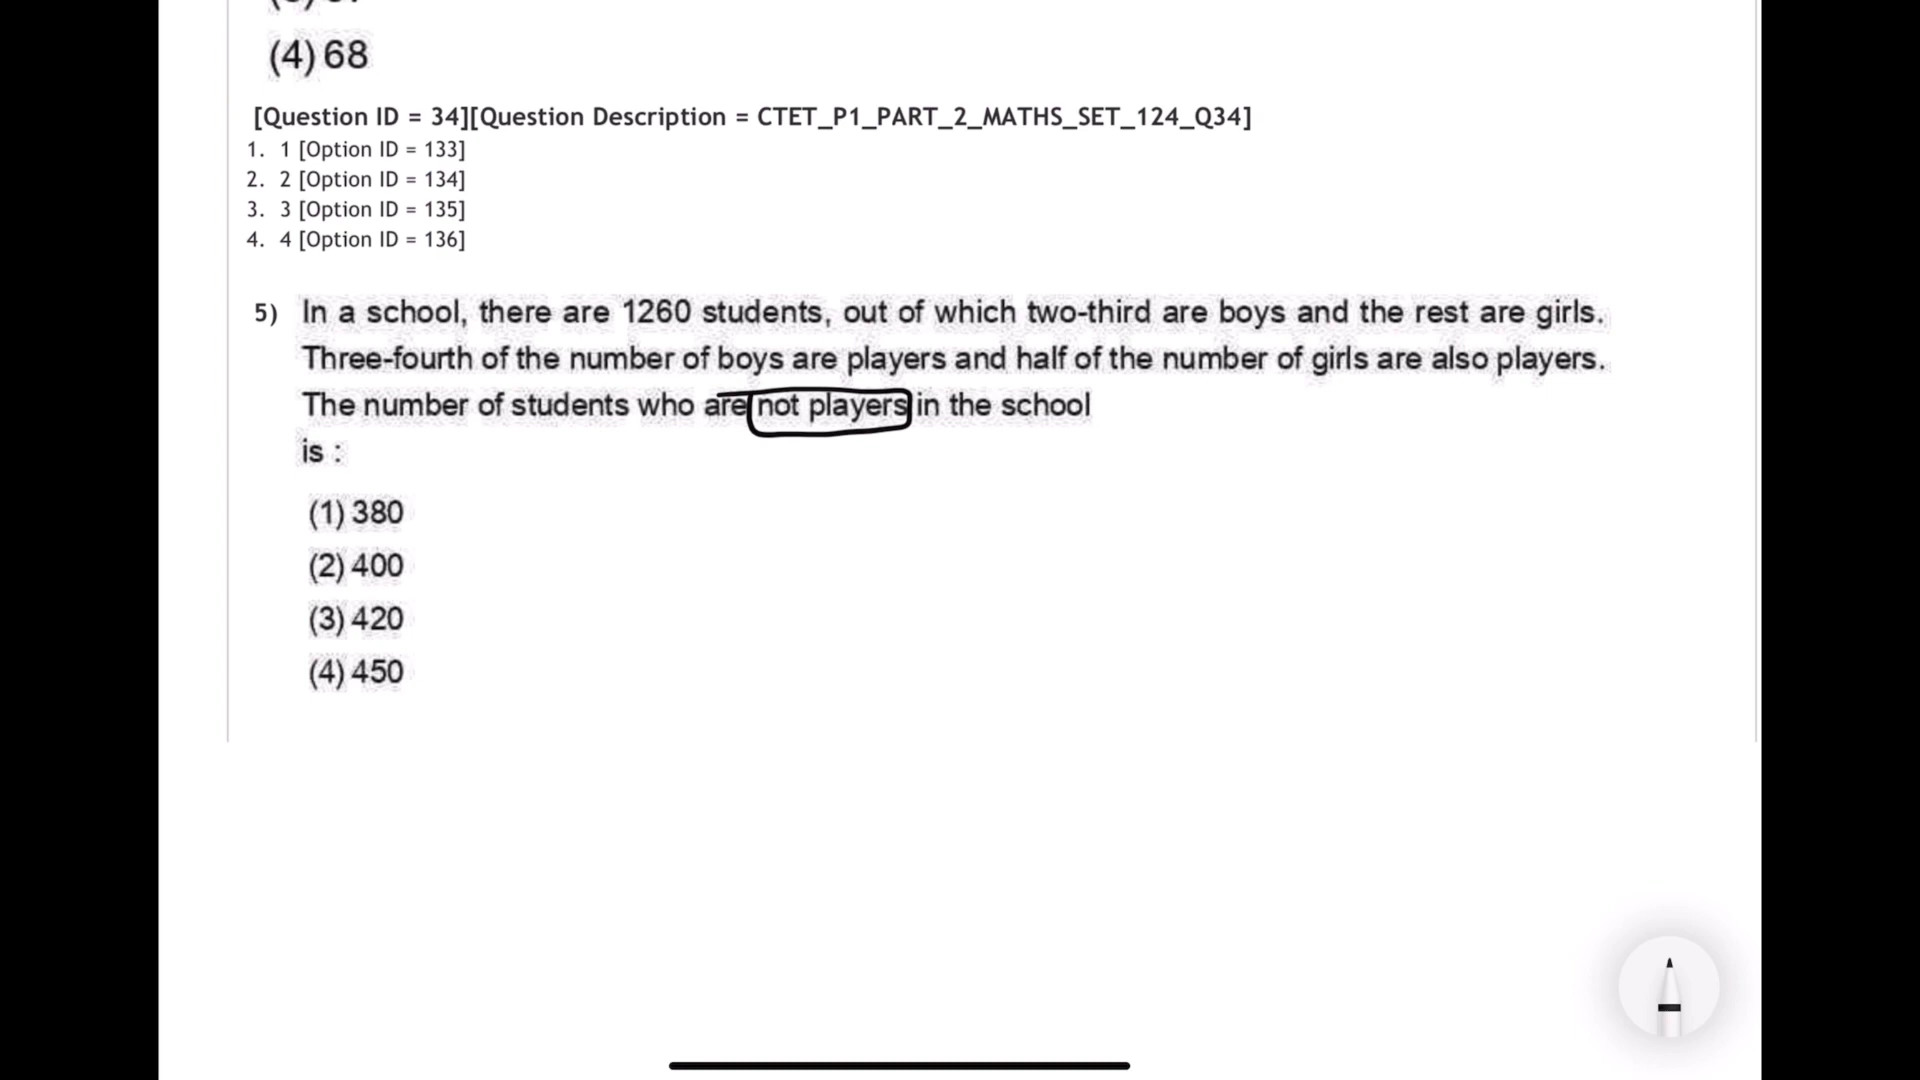 (4) 68
[Question ID = 34][Question Description = CTET_P1_PART_2_MATHS_SET_124_Q34]
1. 1 [Option ID = 133]
2. 2 [Option ID = 134]
3. 3 [Option ID = 135]
4. 4 [Option ID = 136]
5) In a school, there are 1260 students, out of which two-third are boys and the rest are girls.
Three-fourth of the number of boys are players and half of the number of girls are also players.
The number of students who are not players in the school
is :
(1) 380
(2) 400
(3) 420
(4) 450